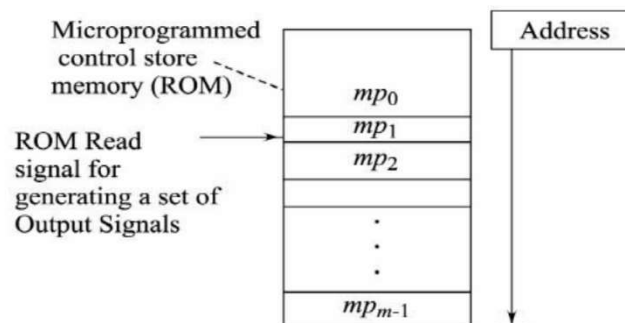 Microprogrammed
control store
memory (ROM)
Address
mp0
mp1
ROM Read
signal for
generating a set of
Output Signals
mp2
.
.
.
mpm-1